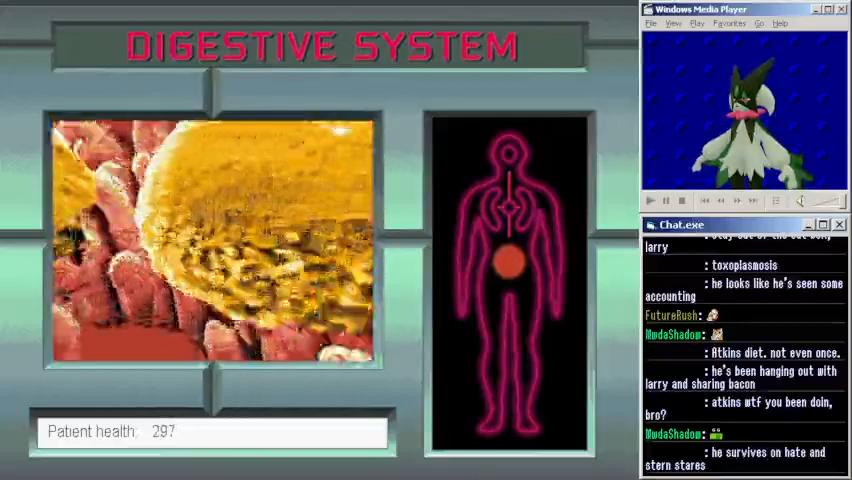 DIGESTIVE SYSTEM
Patient health: 297
Windows Media Player
File View Play Favorites Go Help
Chat.exe
larry
: toxoplasmosis
: he looks like he's seen some
accounting
FutureRush:
MwdaShadow:
: Atkins diet. not even once.
: he's been hanging out with
larry and sharing bacon
: atkins wtf you been doin,
bro?
MwdaShadow:
: he survives on hate and
stern stares